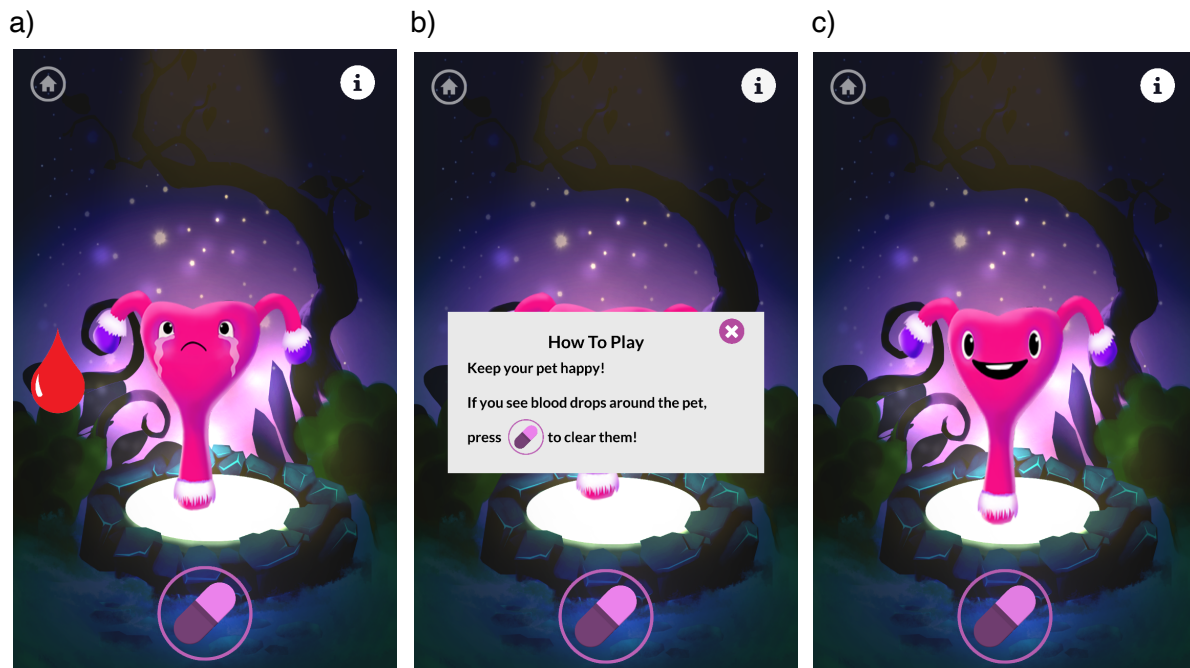 a)
b)
c)
i
i
i
How To Play
Keep your pet happy!
If you see blood drops around the pet,
press to clear them!